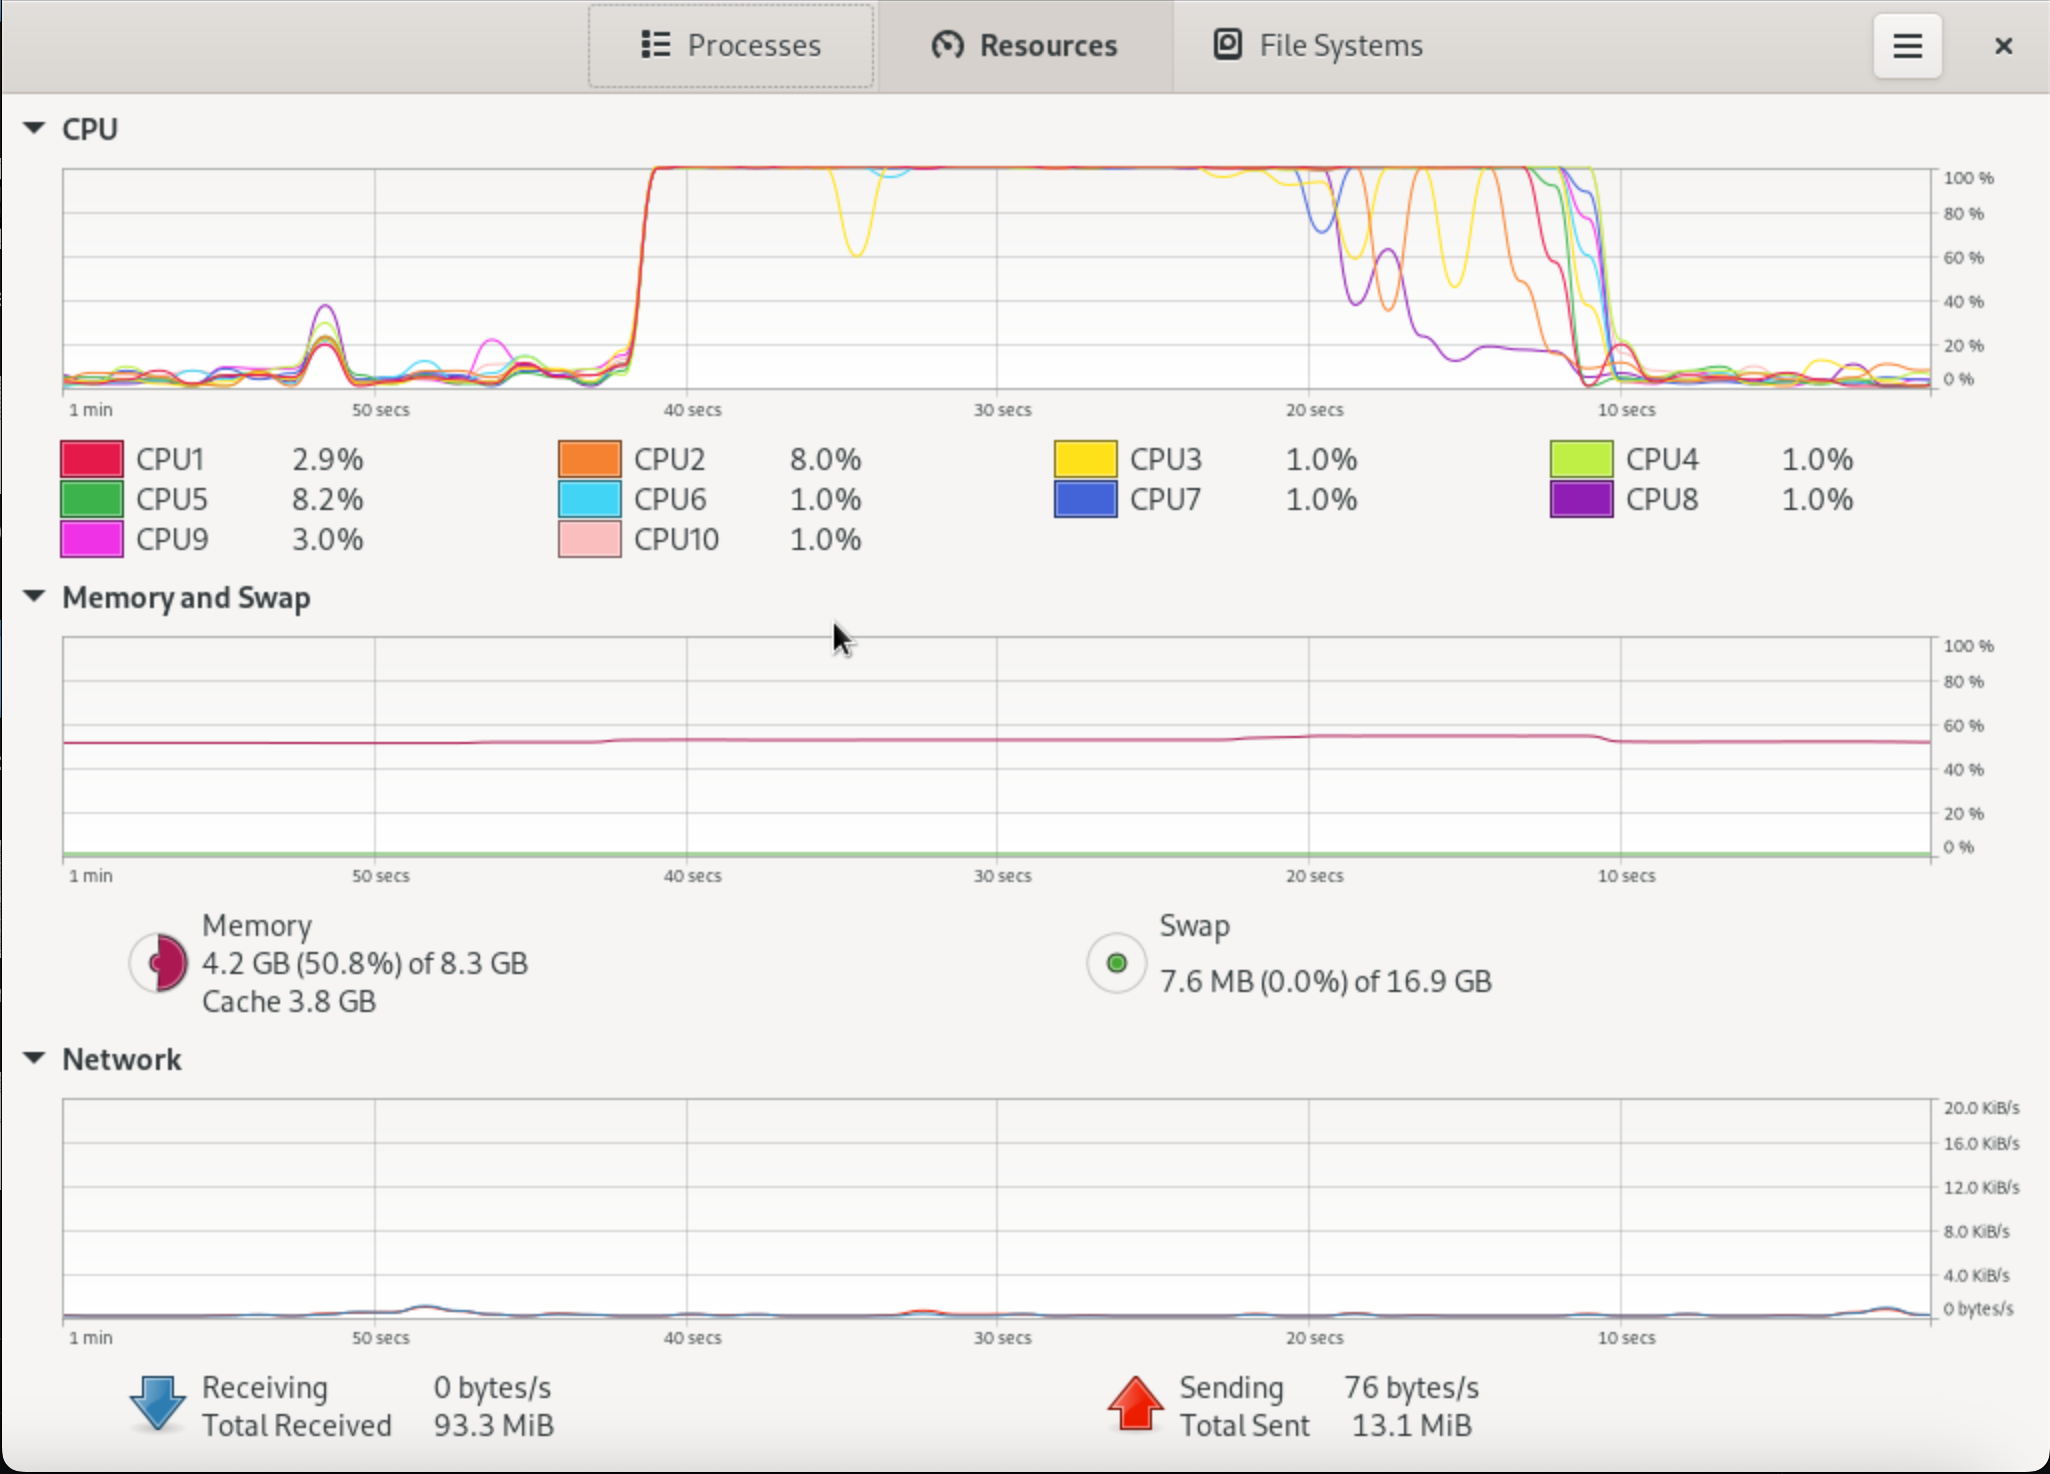 Processes Resources File Systems
CPU
100 %
80 %
60 %
40 %
20 %
0 %
1 min 50 secs 40 secs 30 secs 20 secs 10 secs
CPU1 2.9% CPU2 8.0% CPU3 1.0% CPU4 1.0%
CPU5 8.2% CPU6 1.0% CPU7 1.0% CPU8 1.0%
CPU9 3.0% CPU10 1.0%
Memory and Swap
100 %
80 %
60 %
40 %
20 %
0 %
1 min 50 secs 40 secs 30 secs 20 secs 10 secs
Memory
4.2 GB (50.8%) of 8.3 GB
Cache 3.8 GB
Swap
7.6 MB (0.0%) of 16.9 GB
Network
20.0 KiB/s
16.0 KiB/s
12.0 KiB/s
8.0 KiB/s
4.0 KiB/s
0 bytes/s
1 min 50 secs 40 secs 30 secs 20 secs 10 secs
Receiving 0 bytes/s
Total Received 93.3 MiB
Sending 76 bytes/s
Total Sent 13.1 MiB